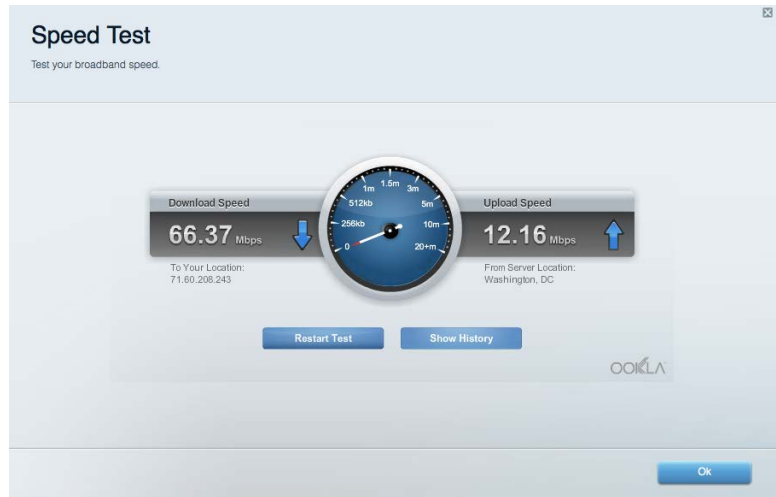 Speed Test
Test your broadband speed.
Download Speed
66.37 Mbps
To Your Location:
71.60.208.243
0
256kb
512kb
1m
1.5m
3m
5m
10m
20+m
Upload Speed
12.16 Mbps
From Server Location:
Washington, DC
Restart Test
Show History
OOKLA
Ok